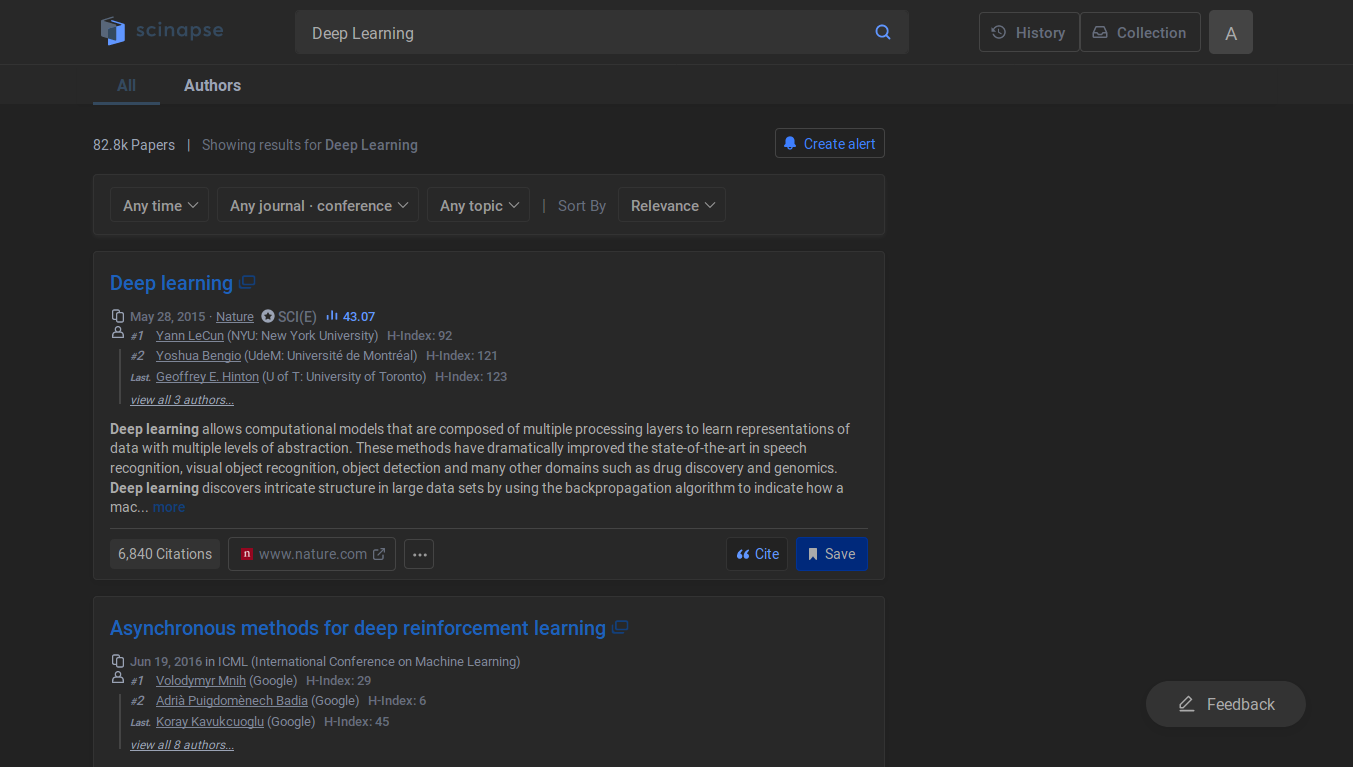 scinapse
Deep Learning
History
Collection
A
All
Authors
82.8k Papers | Showing results for Deep Learning
Create alert
Any time
Any journal · conference
Any topic
| Sort By
Relevance
Deep learning
May 28, 2015 · Nature SCI(E) 43.07
#1 Yann LeCun (NYU: New York University) H-Index: 92
#2 Yoshua Bengio (UdeM: Université de Montréal) H-Index: 121
Last. Geoffrey E. Hinton (U of T: University of Toronto) H-Index: 123
view all 3 authors...
Deep learning allows computational models that are composed of multiple processing layers to learn representations of
data with multiple levels of abstraction. These methods have dramatically improved the state-of-the-art in speech
recognition, visual object recognition, object detection and many other domains such as drug discovery and genomics.
Deep learning discovers intricate structure in large data sets by using the backpropagation algorithm to indicate how a
mac... more
6,840 Citations
n www.nature.com
...
Cite
Save
Asynchronous methods for deep reinforcement learning
Jun 19, 2016 in ICML (International Conference on Machine Learning)
#1 Volodymyr Mnih (Google) H-Index: 29
#2 Adrià Puigdomènech Badia (Google) H-Index: 6
Last. Koray Kavukcuoglu (Google) H-Index: 45
view all 8 authors...
Feedback